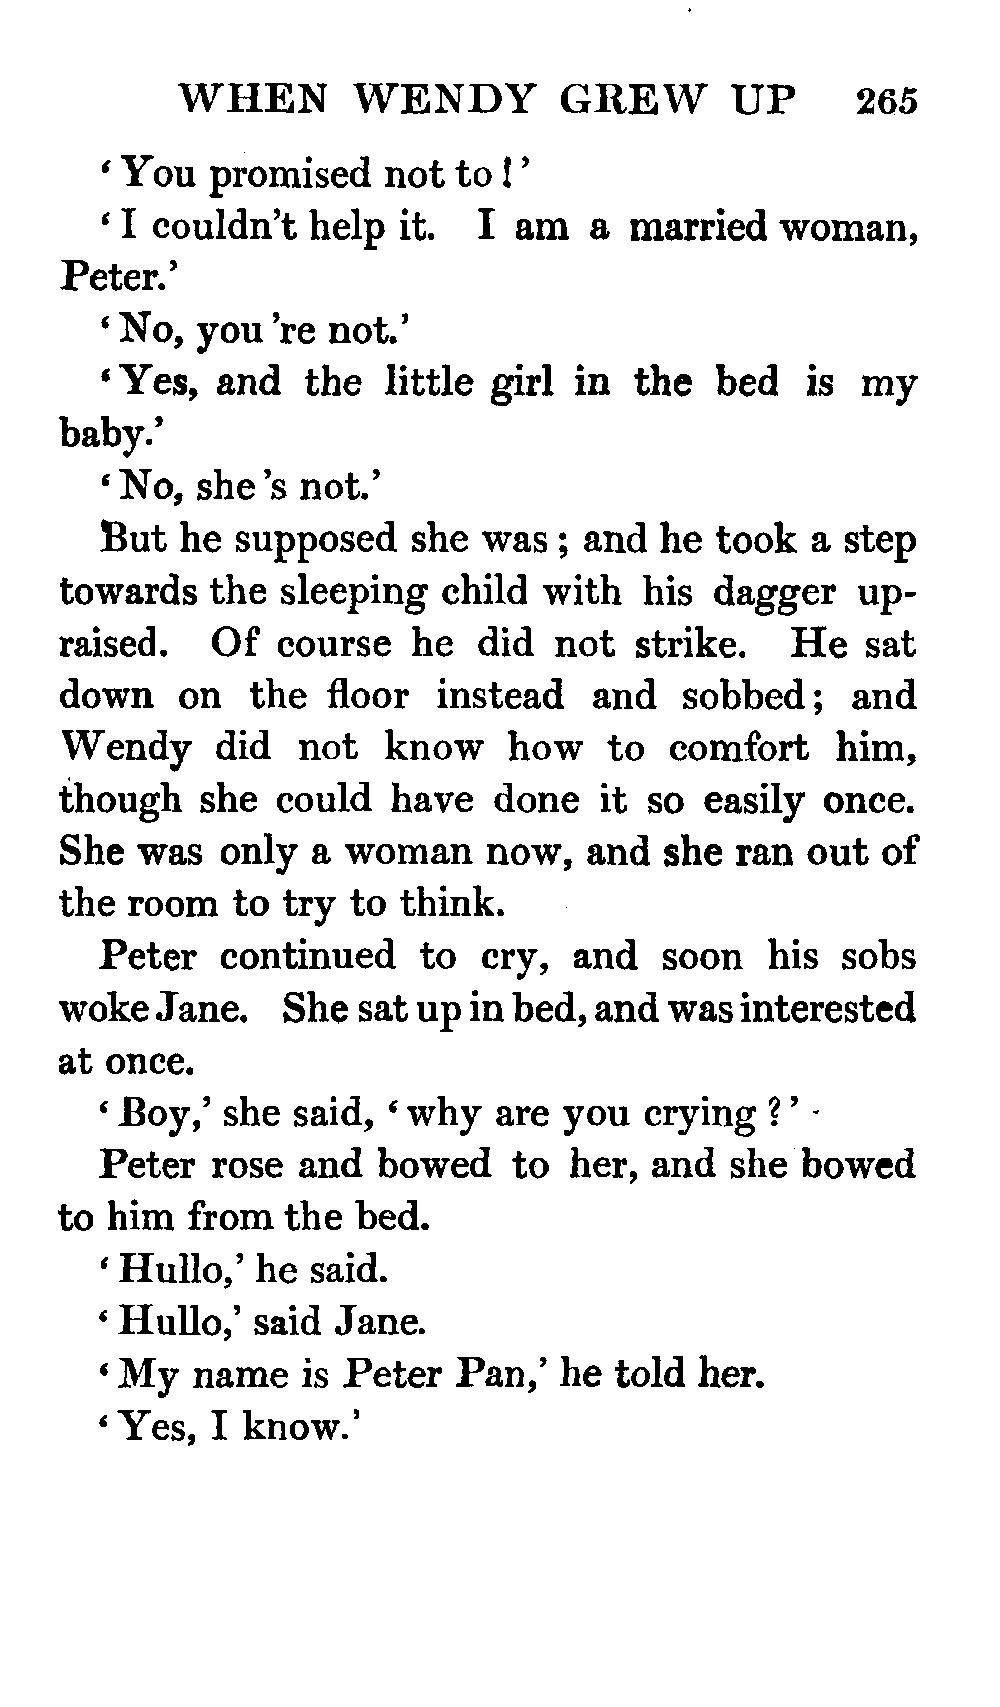 WHEN WENDY GREW UP 265
‘ You promised not to ! ’
‘ I couldn’t help it. I am a married woman,
Peter.’
‘ No, you ’re not.’
‘ Yes, and the little girl in the bed is my
baby.’
‘ No, she ’s not.’
But he supposed she was ; and he took a step
towards the sleeping child with his dagger up-
raised. Of course he did not strike. He sat
down on the floor instead and sobbed ; and
Wendy did not know how to comfort him,
though she could have done it so easily once.
She was only a woman now, and she ran out of
the room to try to think.
Peter continued to cry, and soon his sobs
woke Jane. She sat up in bed, and was interested
at once.
‘ Boy,’ she said, ‘ why are you crying ? ’
Peter rose and bowed to her, and she bowed
to him from the bed.
‘ Hullo,’ he said.
‘ Hullo,’ said Jane.
‘ My name is Peter Pan,’ he told her.
‘ Yes, I know.’